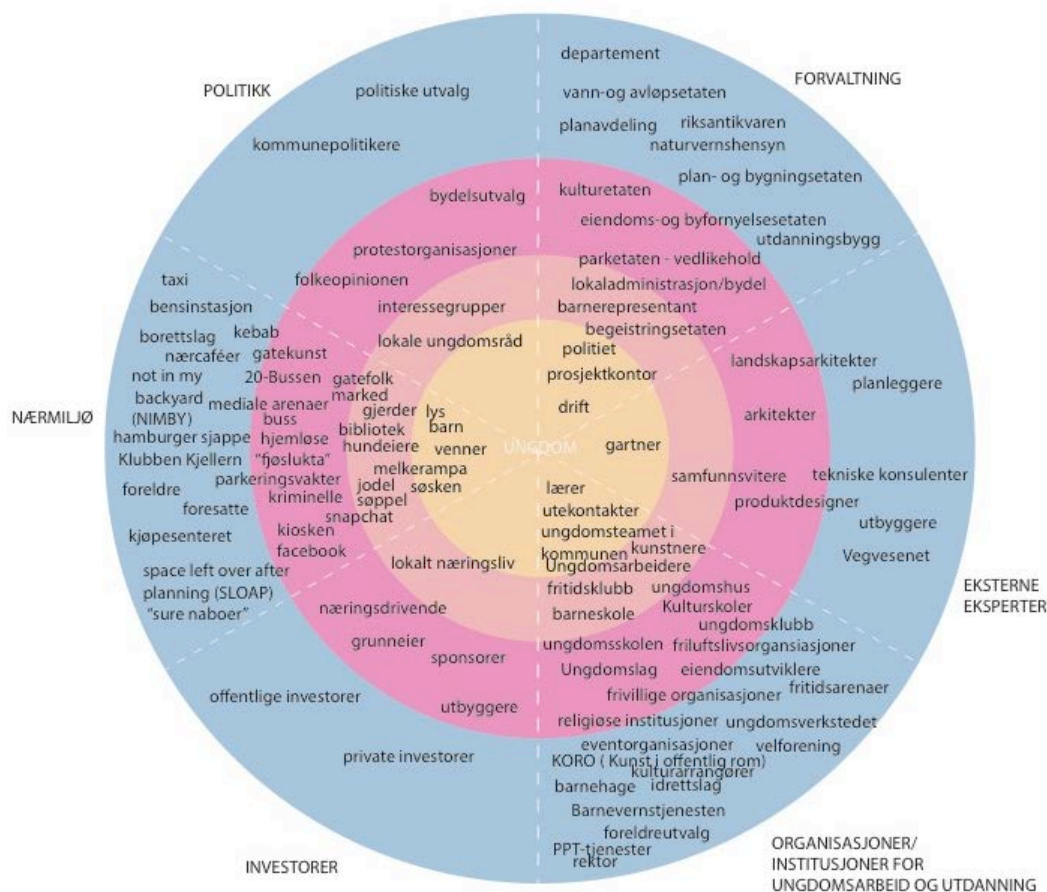 departement
POLITIKK
FORVALTNING
politiske utvalg
vann-og avløpsetaten
planavdeling
riksantikvaren
naturvernshensyn
kommunepolitikere
plan- og bygningsetaten
bydelsutvalg
kulturetaten
eiendoms-og byfornyelsesetaten
utdanningsbygg
protestorganisasjoner
parketaten - vedlikehold
taxi
folkeopinionen
lokaladministrasjon/bydel
bensinstasjon
interessegrupper
barnerepresentant
borettslag
kebab
begeistringsetaten
nærcaféer
gatekunst
lokale ungdomsråd
politiet
landskapsarkitekter
not in my
backyard
(NIMBY)
20-Bussen
gatefolk
prosjektkontor
planleggere
marked
mediale arenaer
gjerder
lys
drift
arkitekter
NÆRMILJØ
buss
bibliotek
barn
hamburger sjappe
hjemløse
hundeiere
venner
UNGDOM
gartner
Klubben Kjellern
"fjøslukta"
melkerampa
samfunnsvitere
tekniske konsulenter
parkeringsvakter
jodel
søsken
lærer
foreldre
kriminelle
søppel
utekontakter
produktdesigner
foresatte
snapchat
utbyggere
kiosken
ungdomsteamet i
kommunen
kjøpesenteret
facebook
kunstnere
Vegvesenet
lokalt næringsliv
Ungdomsarbeidere
space left over after
planning (SLOAP)
fritidsklubb
ungdomshus
EKSTERNE
EKSPERTER
"sure naboer"
næringsdrivende
barneskole
Kulturskoler
ungdomsklubb
grunneier
ungdomsskolen
friluftslivsorgansiasjoner
sponsorer
Ungdomslag
eiendomsutviklere
offentlige investorer
frivillige organisasjoner
fritidsarenaer
utbyggere
religiøse institusjoner
ungdomsverkstedet
private investorer
eventorganisasjoner
velforening
KORO ( Kunst i offentlig rom)
kulturarrangører
barnehage
idrettslag
Barnevernstjenesten
foreldreutvalg
PPT-tjenester
rektor
INVESTORER
ORGANISASJONER/
INSTITUSJONER FOR
UNGDOMSARBEID OG UTDANNING